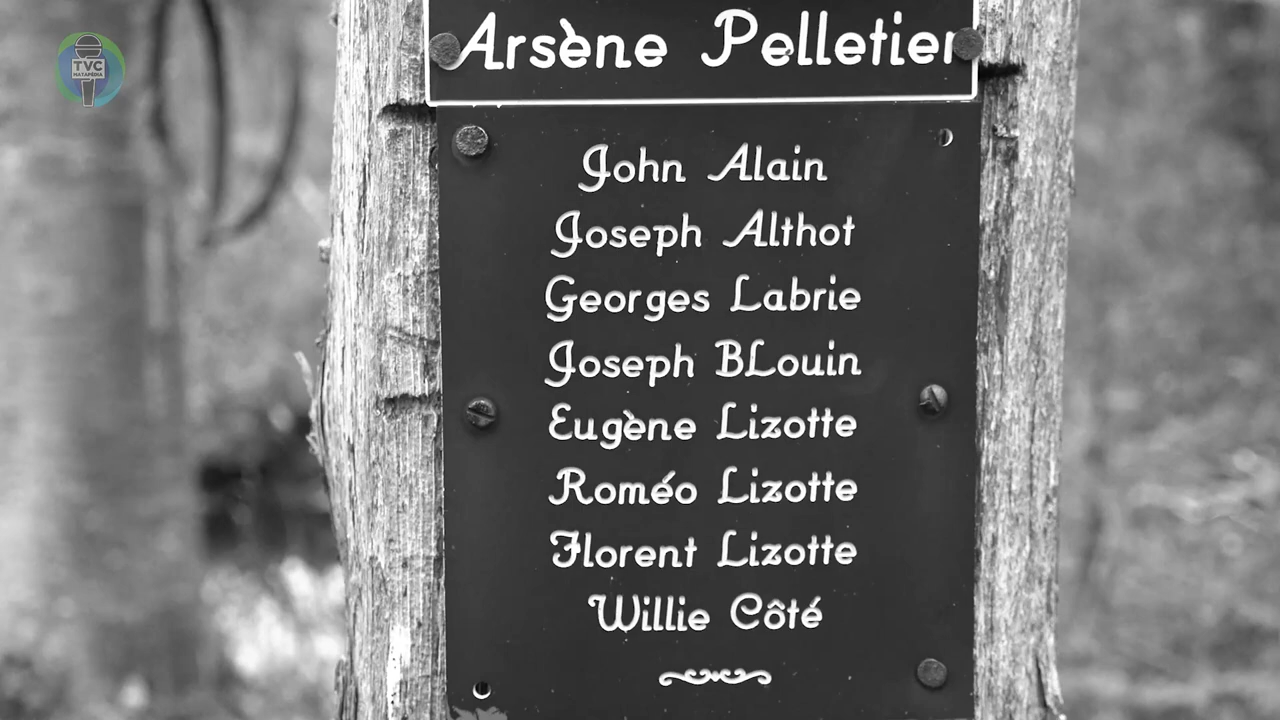 TVC
MATAPÉDIA
Arsène Pelletier
John Alain
Joseph Althot
Georges Labrie
Joseph BLouin
Eugène Lizotte
Roméo Lizotte
Florent Lizotte
Willie Côté